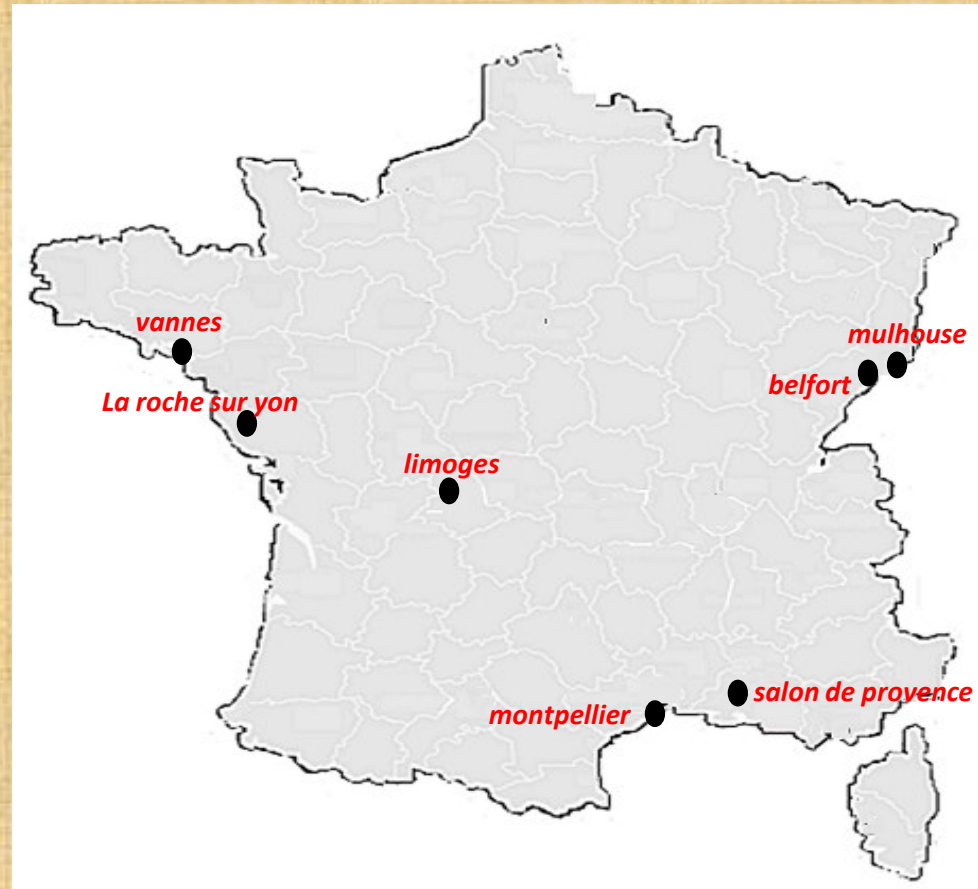 vannes
mulhouse
belfort
La roche sur yon
limoges
salon de provence
montpellier